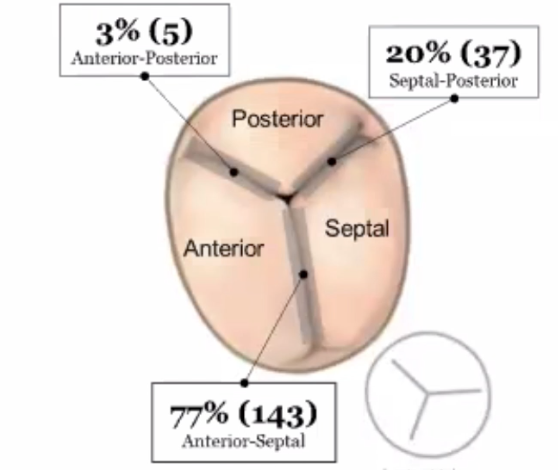 3% (5)
Anterior-Posterior
20% (37)
Septal-Posterior
Posterior
Anterior
Septal
77% (143)
Anterior-Septal